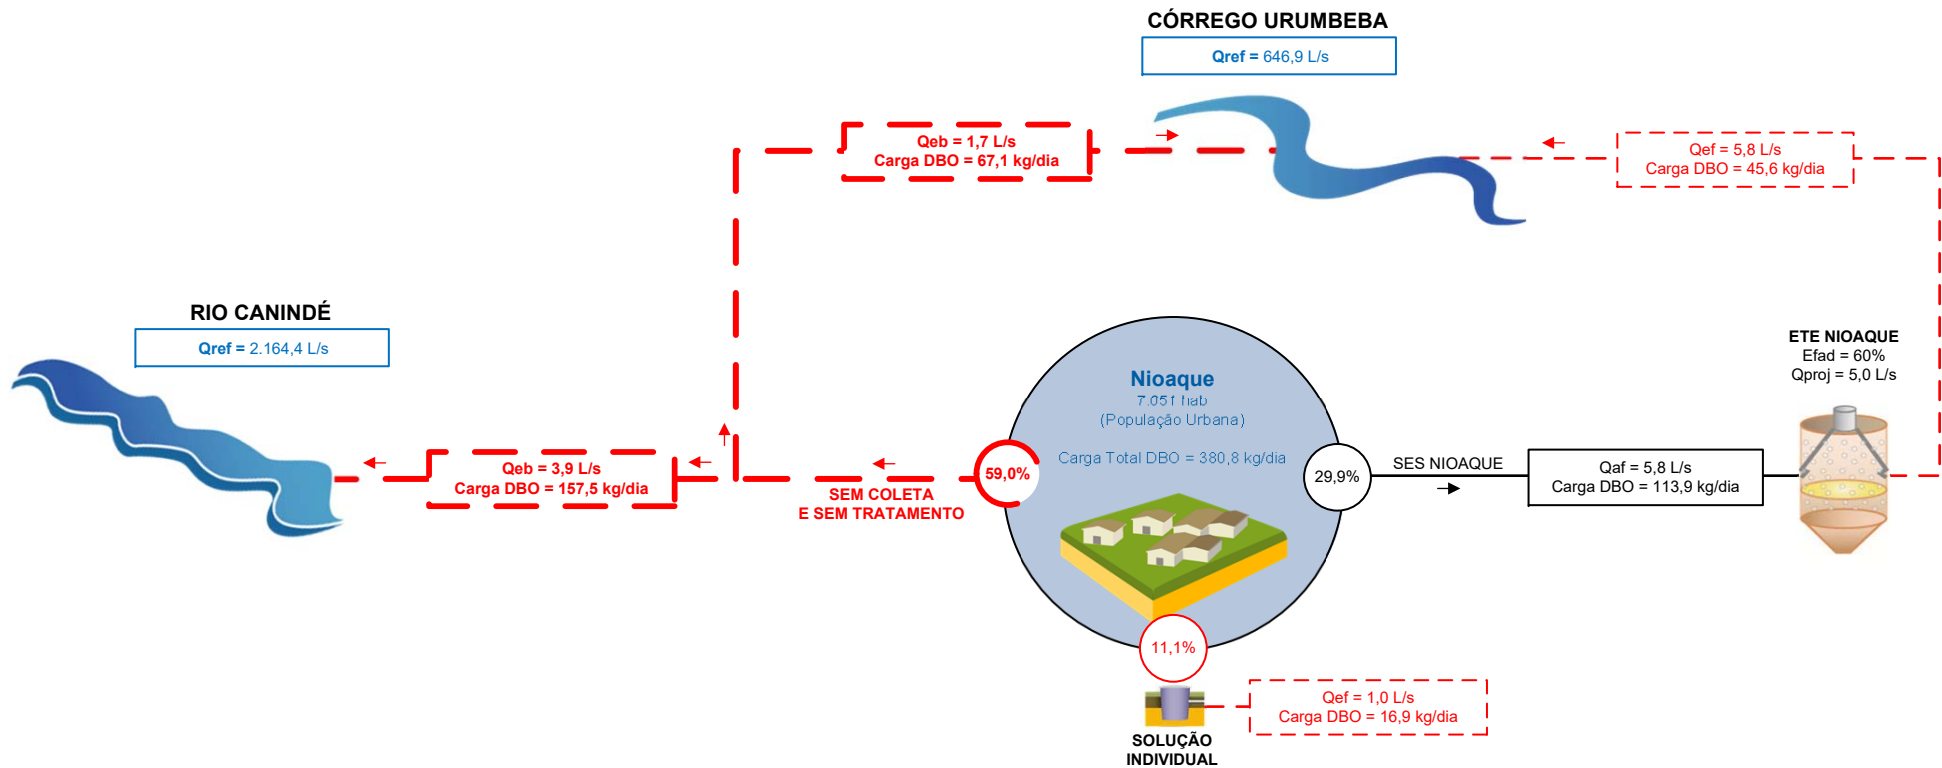 CÓRREGO URUMBEBA
Qref = 646,9 L/s
Qeb = 1,7 L/s
Carga DBO = 67,1 kg/dia
Qef = 5,8 L/s
Carga DBO = 45,6 kg/dia
RIO CANINDÉ
Qref = 2.164,4 L/s
Qeb = 3,9 L/s
Carga DBO = 157,5 kg/dia
SEM COLETA
E SEM TRATAMENTO
59,0%
Nioaque
7.051 hab
(População Urbana)
Carga Total DBO = 380,8 kg/dia
29,9%
SES NIOAQUE
Qaf = 5,8 L/s
Carga DBO = 113,9 kg/dia
ETE NIOAQUE
Efad = 60%
Qproj = 5,0 L/s
11,1%
SOLUÇÃO
INDIVIDUAL
Qef = 1,0 L/s
Carga DBO = 16,9 kg/dia